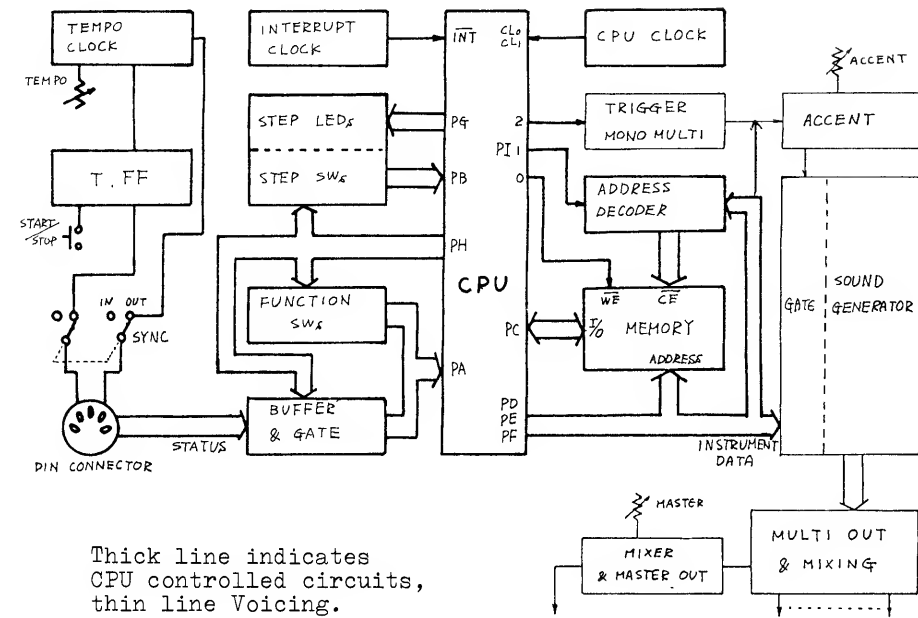 TEMPO
CLOCK
TEMPO
T.FF
START/
STOP
IN OUT
SYNC
DIN CONNECTOR
STATUS
INTERRUPT
CLOCK
STEP LEDs
STEP SWs
FUNCTION
SWs
BUFFER
& GATE
INT
CL0
CL1
PG
PB
PH
CPU
PA
2
PI 1
0
PC
PD
PE
PF
CPU CLOCK
TRIGGER
MONO MULTI
ADDRESS
DECODER
WE CE
I/O MEMORY
ADDRESS
ACCENT
ACCENT
GATE
SOUND
GENERATOR
INSTRUMENT
DATA
MASTER
MIXER
& MASTER OUT
MULTI OUT
& MIXING
Thick line indicates
CPU controlled circuits,
thin line Voicing.